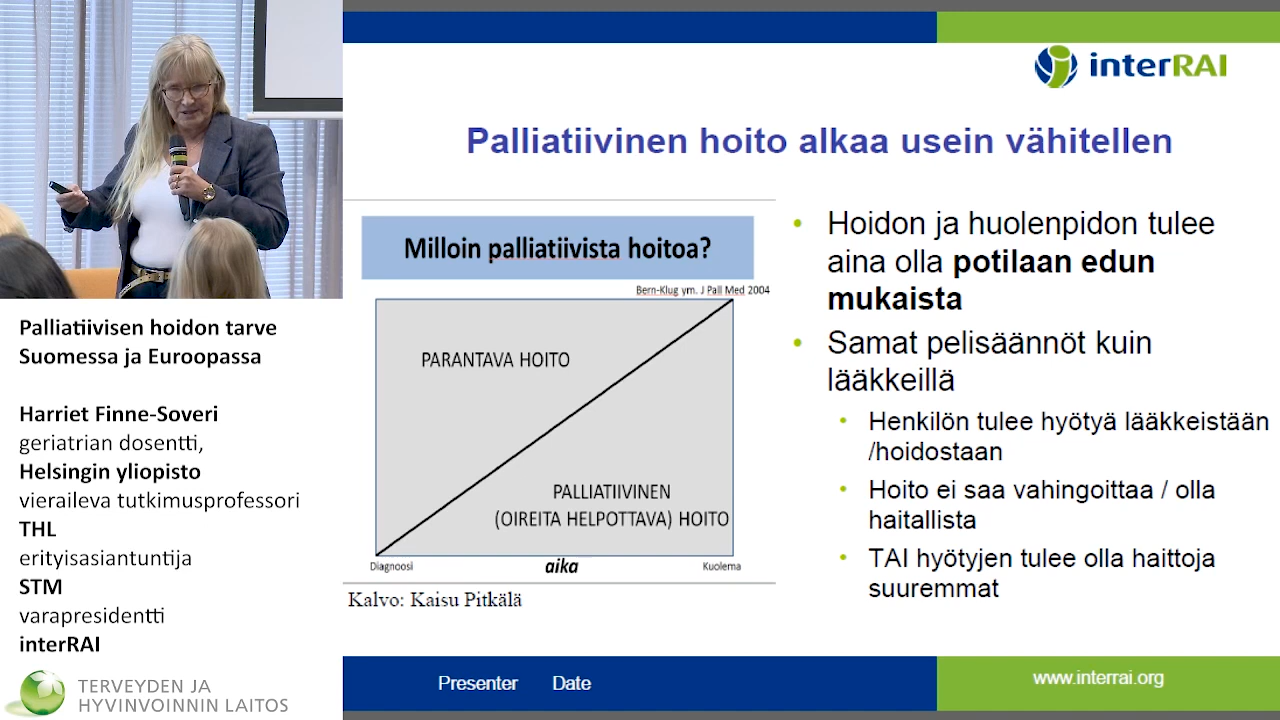 interRAI
Palliatiivinen hoito alkaa usein vähitellen
Milloin palliatiivista hoitoa?
Bern-Klug ym. J Pall Med 2004
PARANTAVA HOITO
PALLIATIIVINEN
(OIREITA HELPOTTAVA) HOITO
Diagnoosi
aika
Kuolema
Kalvo: Kaisu Pitkälä
• Hoidon ja huolenpidon tulee
aina olla potilaan edun
mukaista
• Samat pelisäännöt kuin
lääkkeillä
• Henkilön tulee hyötyä lääkkeistään
/hoidostaan
• Hoito ei saa vahingoittaa / olla
haitallista
• TAI hyötyjen tulee olla haittoja
suuremmat
Presenter
Date
www.interrai.org
Palliatiivisen hoidon tarve
Suomessa ja Euroopassa
Harriet Finne-Soveri
geriatrian dosentti,
Helsingin yliopisto
vieraileva tutkimusprofessori
THL
erityisasiantuntija
STM
varapresidentti
interRAI
TERVEYDEN JA
HYVINVOINNIN LAITOS